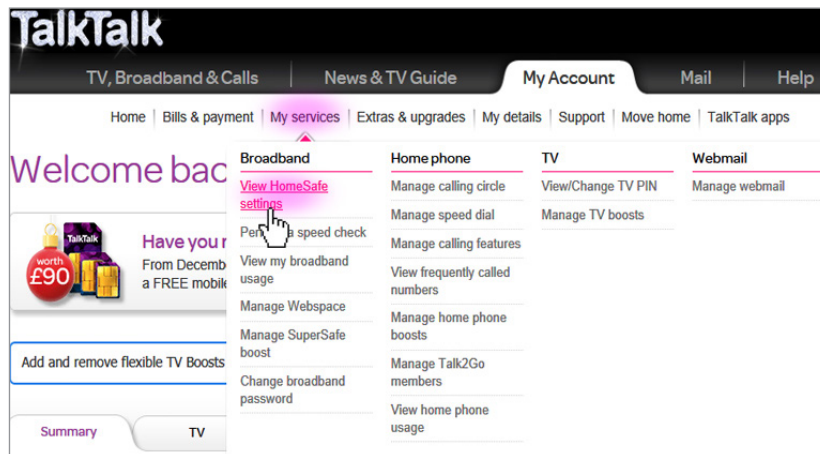 TalkTalk
TV, Broadband & Calls News & TV Guide My Account Mail Help
Home Bills & payment My services Extras & upgrades My details Support Move home TalkTalk apps
Welcome bac
Broadband
View HomeSafe
settings
a speed check
View my broadband
usage
Manage Webspace
Manage SuperSafe
boost
Change broadband
password
Home phone
Manage calling circle
Manage speed dial
Manage calling features
View frequently called
numbers
Manage home phone
boosts
Manage Talk2Go
members
View home phone
usage
TV
View/Change TV PIN
Manage TV boosts
Webmail
Manage webmail
TalkTalk
worth
£90
Have you r
From Decemb
a FREE mobile
Add and remove flexible TV Boosts
Summary TV